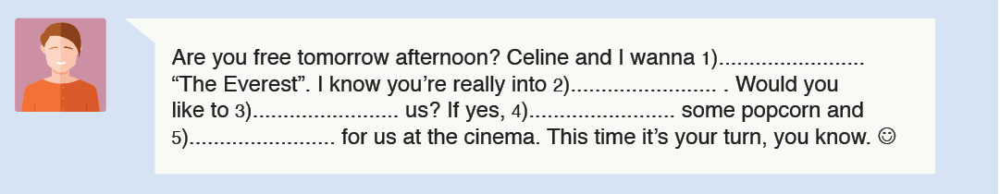 Are you free tomorrow afternoon? Celine and I wanna 1)........................
“The Everest”. I know you’re really into 2)........................ . Would you
like to 3)........................ us? If yes, 4)........................ some popcorn and
5)........................ for us at the cinema. This time it’s your turn, you know. ☺